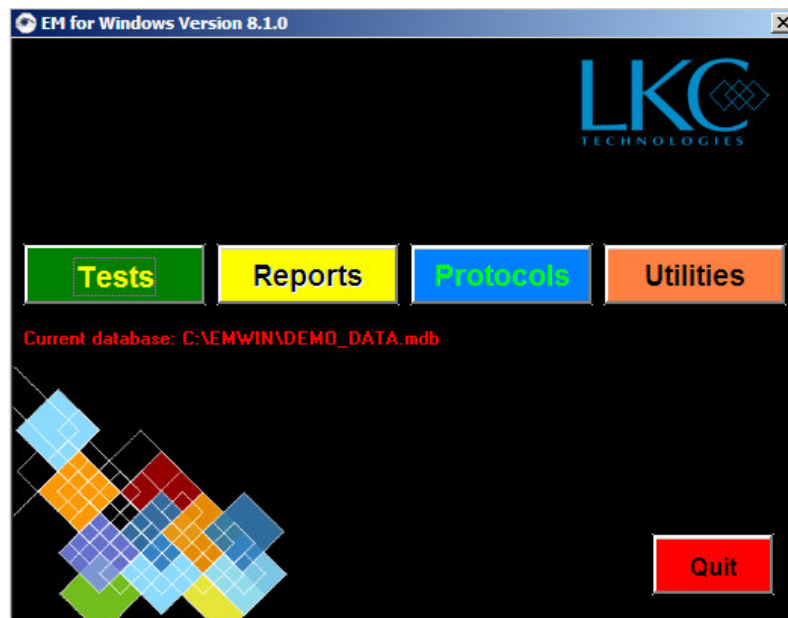 EM for Windows Version 8.1.0
LKC
TECHNOLOGIES
Tests
Reports
Protocols
Utilities
Current database: C:\EMWIN\DEMO_DATA.mdb
Quit